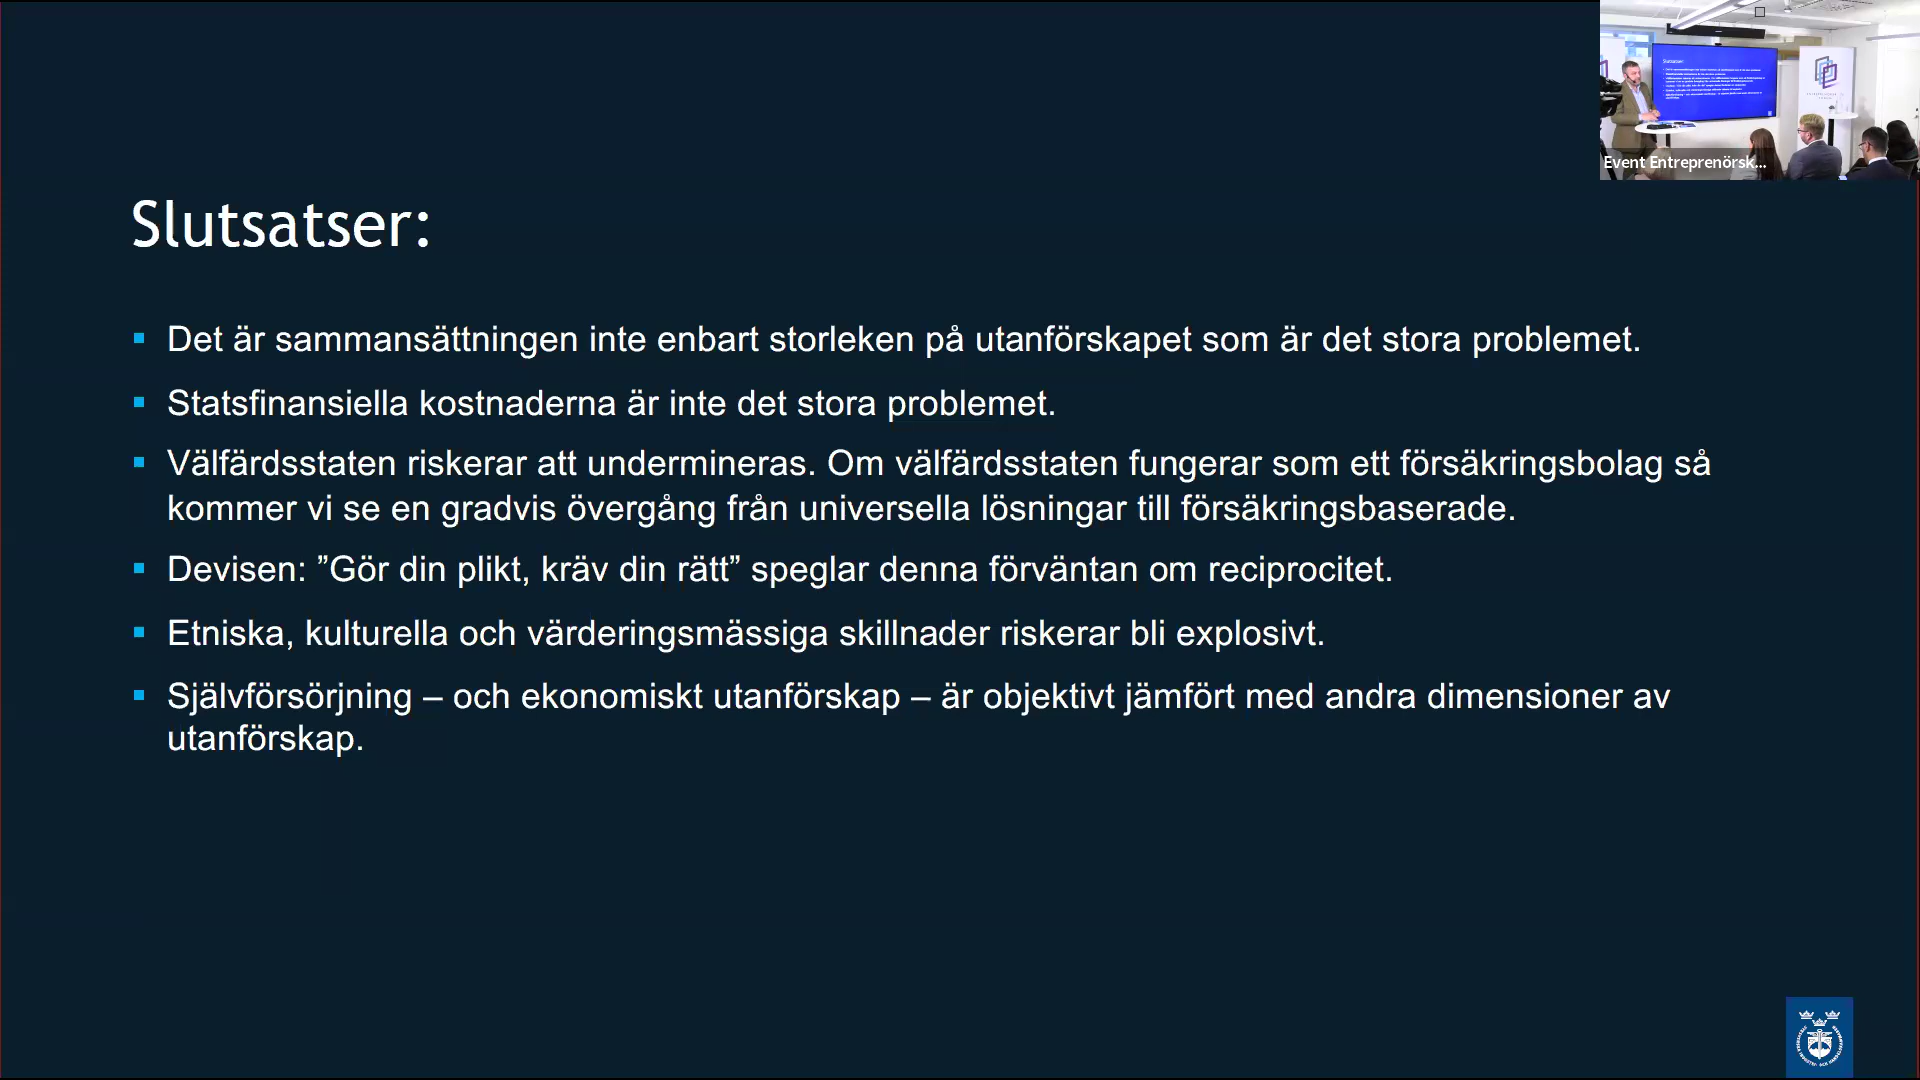 Event Entreprenörsk...
Slutsatser:
▪ Det är sammansättningen inte enbart storleken på utanförskapet som är det stora problemet.
▪ Statsfinansiella kostnaderna är inte det stora problemet.
▪ Välfärdsstaten riskerar att undermineras. Om välfärdsstaten fungerar som ett försäkringsbolag så
kommer vi se en gradvis övergång från universella lösningar till försäkringsbaserade.
▪ Devisen: ”Gör din plikt, kräv din rätt” speglar denna förväntan om reciprocitet.
▪ Etniska, kulturella och värderingsmässiga skillnader riskerar bli explosivt.
▪ Självförsörjning – och ekonomiskt utanförskap – är objektivt jämfört med andra dimensioner av
utanförskap.